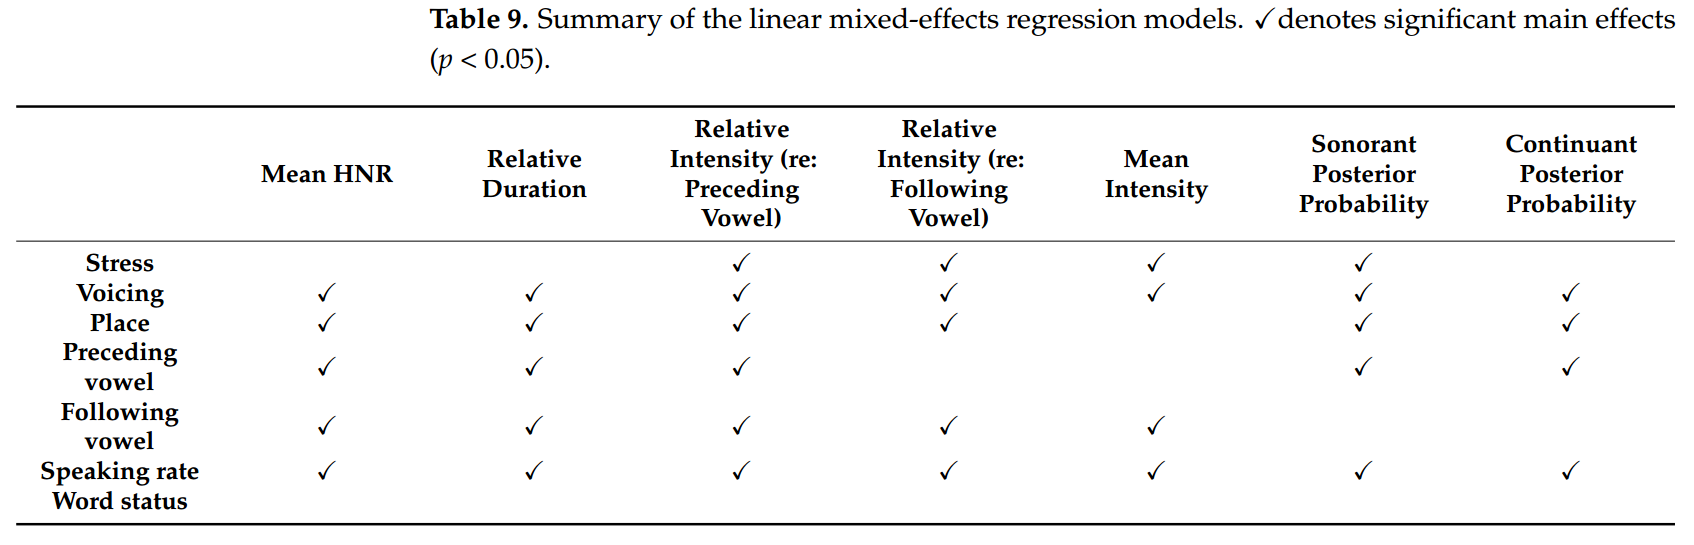 Table 9. Summary of the linear mixed-effects regression models. ✓denotes significant main effects
(p < 0.05).
Mean HNR Relative Duration Relative Intensity (re: Preceding Vowel) Relative Intensity (re: Following Vowel) Mean Intensity Sonorant Posterior Probability Continuant Posterior Probability
Stress ✓ ✓ ✓ ✓
Voicing ✓ ✓ ✓ ✓ ✓ ✓ ✓
Place ✓ ✓ ✓ ✓ ✓ ✓
Preceding vowel ✓ ✓ ✓ ✓ ✓
Following vowel ✓ ✓ ✓ ✓ ✓
Speaking rate ✓ ✓ ✓ ✓ ✓ ✓ ✓
Word status